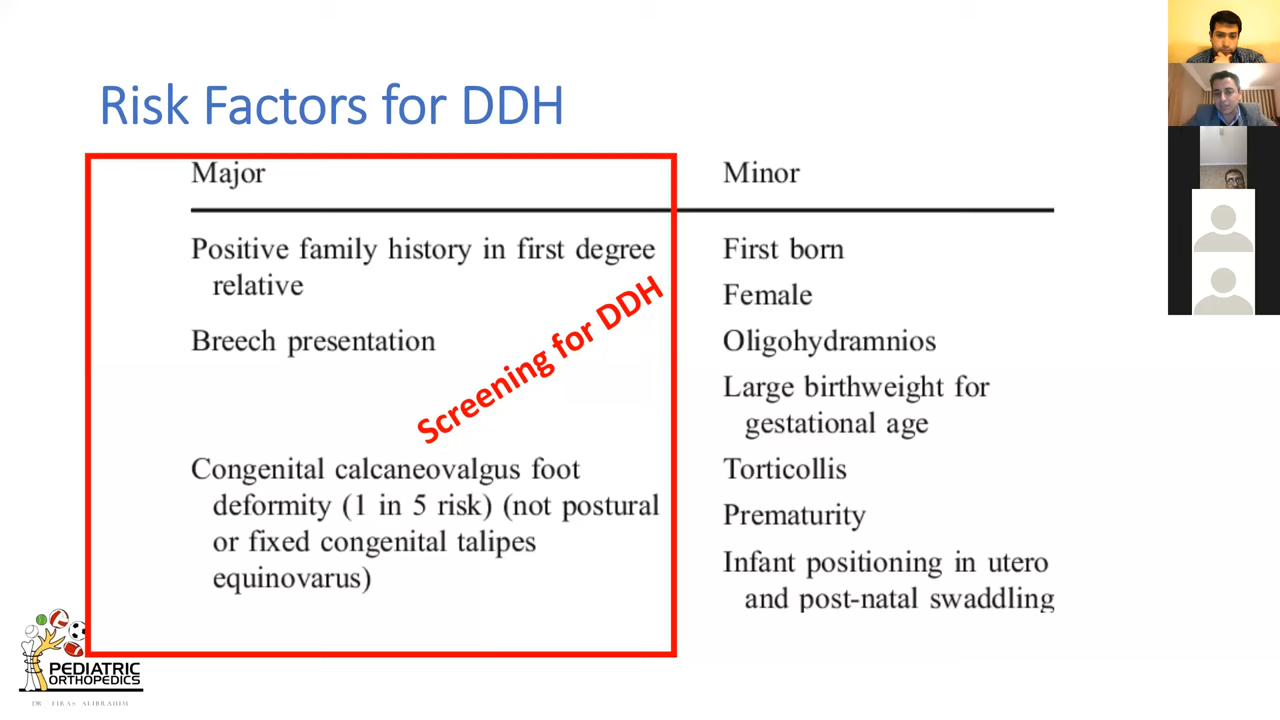 Risk Factors for DDH
Major
Positive family history in first degree
relative
Breech presentation
Screening for DDH
Congenital calcaneovalgus foot
deformity (1 in 5 risk) (not postural
or fixed congenital talipes
equinovarus)
Minor
First born
Female
Oligohydramnios
Large birthweight for
gestational age
Torticollis
Prematurity
Infant positioning in utero
and post-natal swaddling
PEDIATRIC
ORTHOPEDICS
DR FIRAS ALIBRAHIM